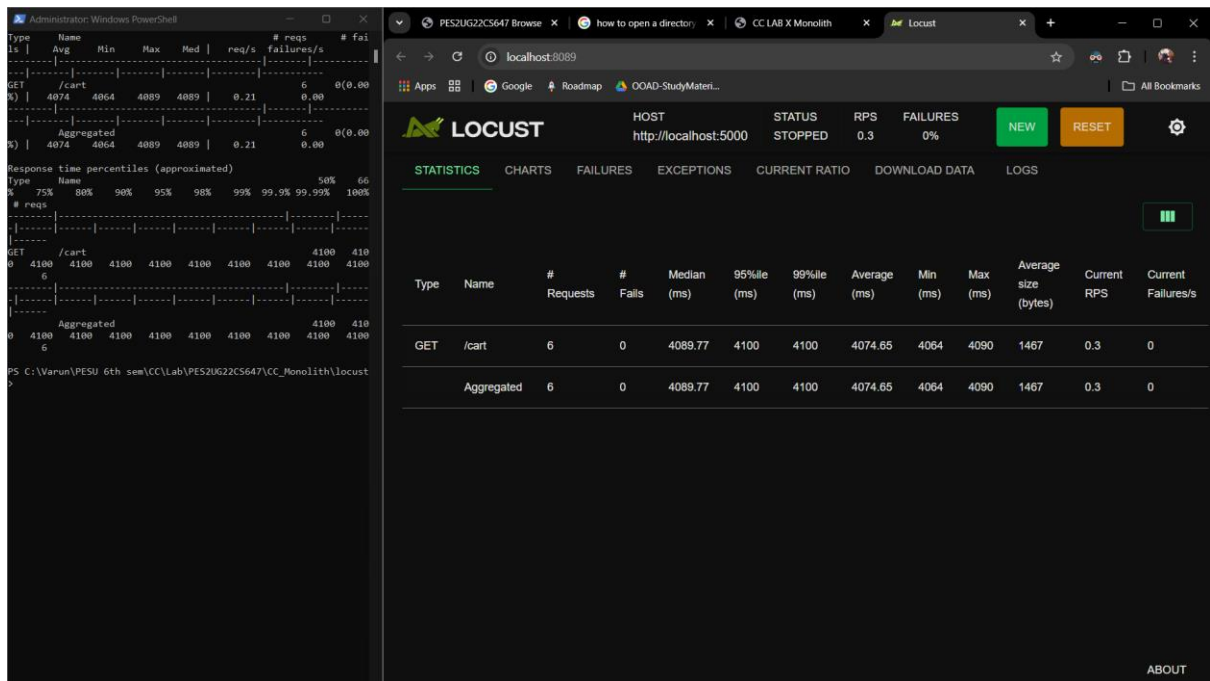 Administrator: Windows PowerShell
Type     Name                                  # reqs      # fai
ls |    Avg     Min     Max    Med |   req/s  failures/s
--------|-------|-------|-------|-------|--------|-----------
GET      /cart                                      6     0(0.00
%) |   4074    4064    4089   4089 |    0.21        0.00
         Aggregated                                 6     0(0.00
%) |   4074    4064    4089   4089 |    0.21        0.00
Response time percentiles (approximated)
Type     Name                                          50%    66
%    75%    80%    90%    95%    98%    99%  99.9% 99.99%   100%
 # reqs
GET      /cart                                        4100   410
0   4100   4100   4100   4100   4100   4100   4100   4100   4100
      6
         Aggregated                                   4100   410
0   4100   4100   4100   4100   4100   4100   4100   4100   4100
      6
PS C:\Varun\PESU 6th sem\CC\Lab\PES2UG22CS647\CC_Monolith\locust
>
PES2UG22CS647 Browse
how to open a directory
CC LAB X Monolith
Locust
localhost:8089
Apps
Google
Roadmap
OOAD-StudyMateri...
All Bookmarks
LOCUST
HOST
http://localhost:5000
STATUS
STOPPED
RPS
0.3
FAILURES
0%
NEW
RESET
STATISTICS CHARTS FAILURES EXCEPTIONS CURRENT RATIO DOWNLOAD DATA LOGS
Type Name # Requests # Fails Median (ms) 95%ile (ms) 99%ile (ms) Average (ms) Min (ms) Max (ms) Average size (bytes) Current RPS Current Failures/s
GET /cart 6 0 4089.77 4100 4100 4074.65 4064 4090 1467 0.3 0
Aggregated 6 0 4089.77 4100 4100 4074.65 4064 4090 1467 0.3 0
ABOUT